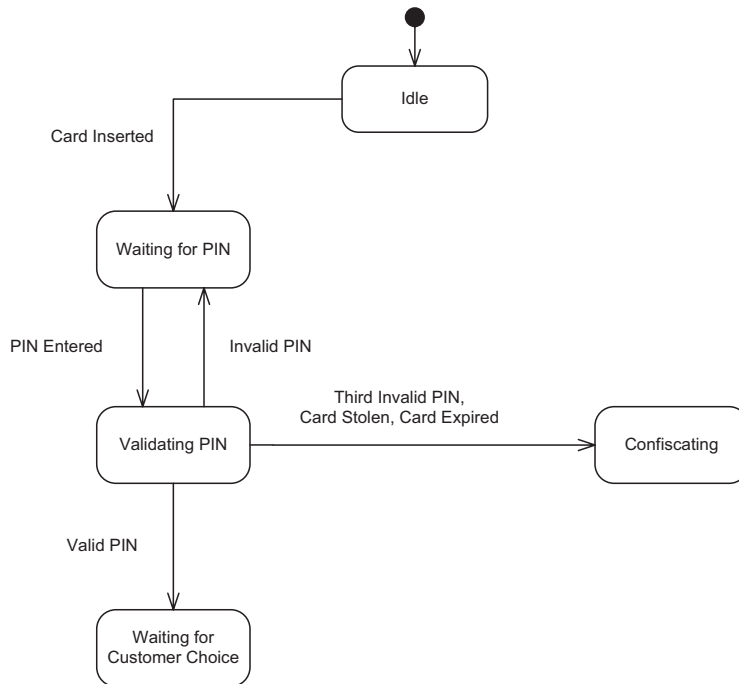 Idle
Card Inserted
Waiting for PIN
PIN Entered
Invalid PIN
Third Invalid PIN,
Card Stolen, Card Expired
Validating PIN
Confiscating
Valid PIN
Waiting for
Customer Choice